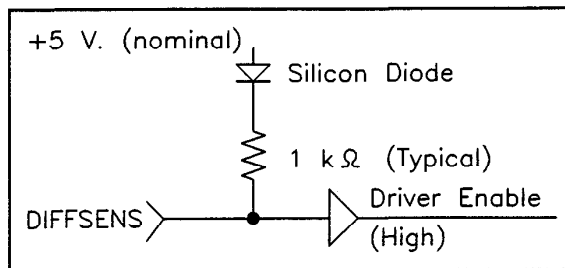 +5 V. (nominal)
Silicon Diode
1 kΩ (Typical)
DIFFSENS
Driver Enable
(High)